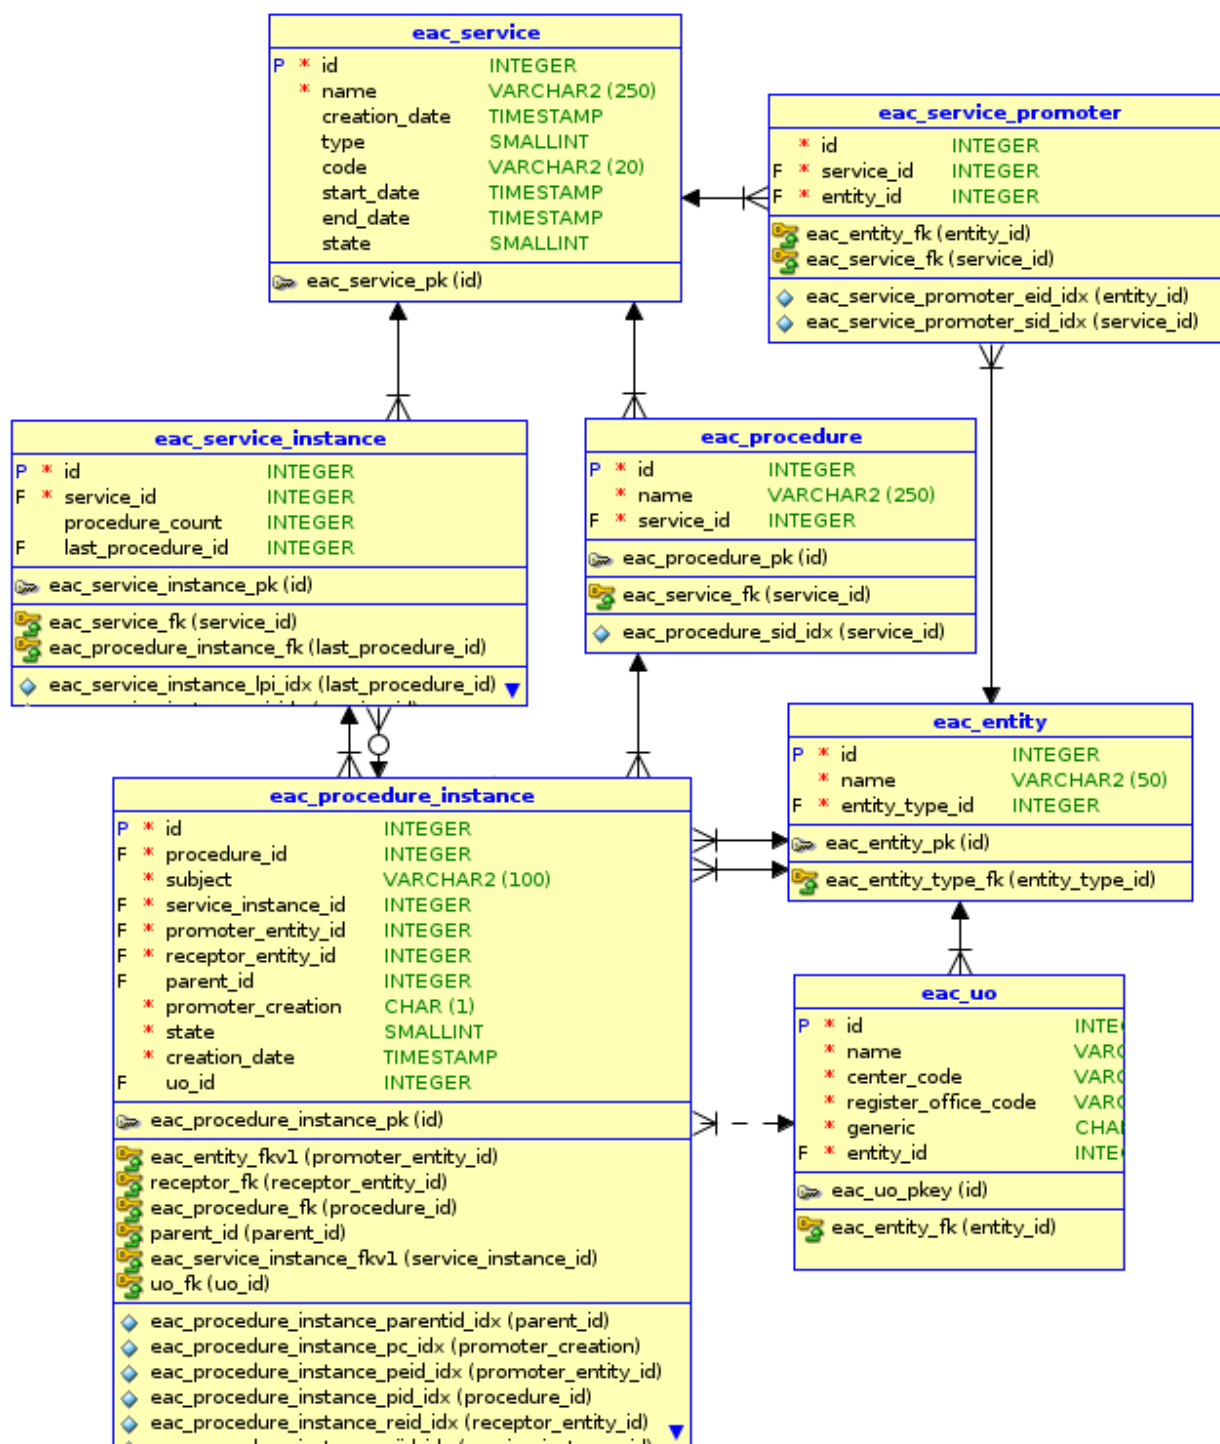 eac_service
P * id INTEGER
* name VARCHAR2 (250)
creation_date TIMESTAMP
type SMALLINT
code VARCHAR2 (20)
start_date TIMESTAMP
end_date TIMESTAMP
state SMALLINT
eac_service_pk (id)
eac_service_promoter
* id INTEGER
F * service_id INTEGER
F * entity_id INTEGER
eac_entity_fk (entity_id)
eac_service_fk (service_id)
eac_service_promoter_eid_idx (entity_id)
eac_service_promoter_sid_idx (service_id)
eac_service_instance
P * id INTEGER
F * service_id INTEGER
procedure_count INTEGER
F last_procedure_id INTEGER
eac_service_instance_pk (id)
eac_service_fk (service_id)
eac_procedure_instance_fk (last_procedure_id)
eac_service_instance_lpi_idx (last_procedure_id)
eac_procedure
P * id INTEGER
* name VARCHAR2 (250)
F * service_id INTEGER
eac_procedure_pk (id)
eac_service_fk (service_id)
eac_procedure_sid_idx (service_id)
eac_entity
P * id INTEGER
* name VARCHAR2 (50)
F * entity_type_id INTEGER
eac_entity_pk (id)
eac_entity_type_fk (entity_type_id)
eac_procedure_instance
P * id INTEGER
F * procedure_id INTEGER
* subject VARCHAR2 (100)
F * service_instance_id INTEGER
F * promoter_entity_id INTEGER
F * receptor_entity_id INTEGER
F parent_id INTEGER
* promoter_creation CHAR (1)
* state SMALLINT
* creation_date TIMESTAMP
F uo_id INTEGER
eac_procedure_instance_pk (id)
eac_entity_fkv1 (promoter_entity_id)
receptor_fk (receptor_entity_id)
eac_procedure_fk (procedure_id)
parent_id (parent_id)
eac_service_instance_fkv1 (service_instance_id)
uo_fk (uo_id)
eac_procedure_instance_parentid_idx (parent_id)
eac_procedure_instance_pc_idx (promoter_creation)
eac_procedure_instance_peid_idx (promoter_entity_id)
eac_procedure_instance_pid_idx (procedure_id)
eac_procedure_instance_reid_idx (receptor_entity_id)
eac_uo
P * id INTE
* name VARC
* center_code VARC
* register_office_code VARC
* generic CHA
F * entity_id INTE
eac_uo_pkey (id)
eac_entity_fk (entity_id)